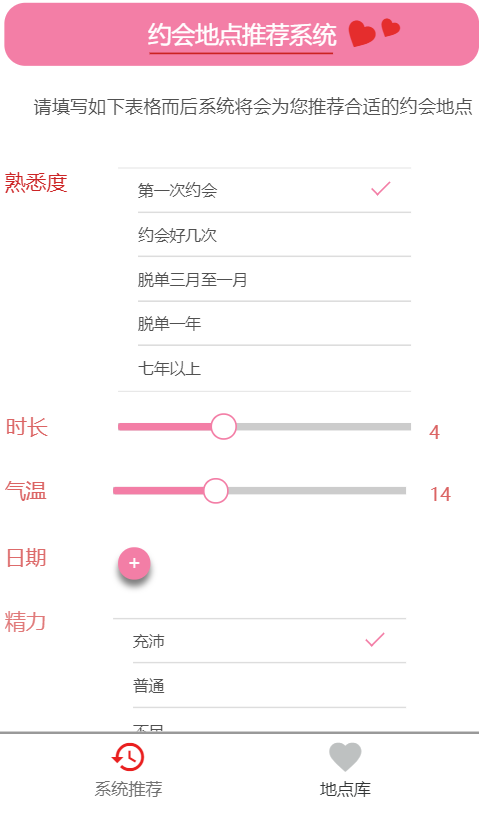 约会地点推荐系统
请填写如下表格而后系统将会为您推荐合适的约会地点
熟悉度
第一次约会
约会好几次
脱单三月至一月
脱单一年
七年以上
时长
4
气温
14
日期
+
精力
充沛
普通
系统推荐
地点库